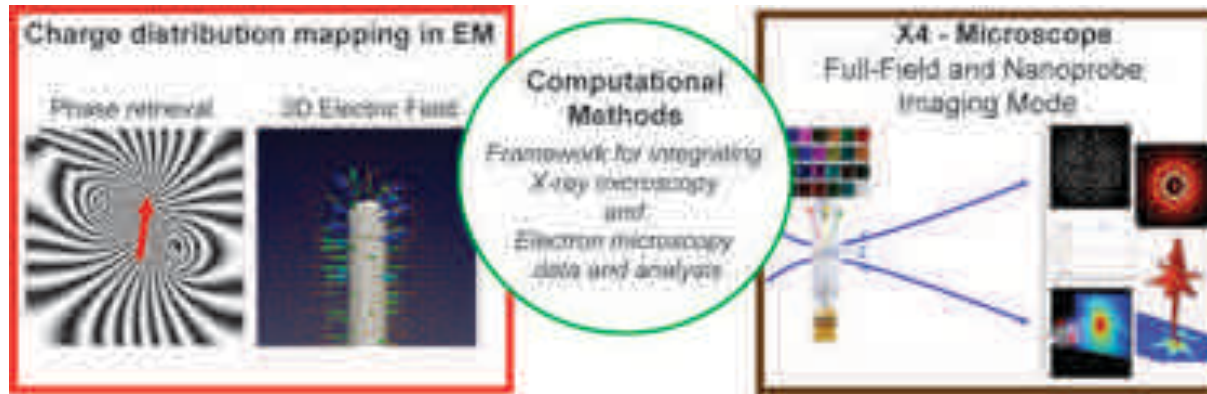 Charge distribution mapping in EM
Phase retrieval
3D Electric Field
Computational
Methods
Framework for integrating
X-ray microscopy
and
Electron microscopy
data and analysis
X4 - Microscope
Full-Field and Nanoprobe
Imaging Mode